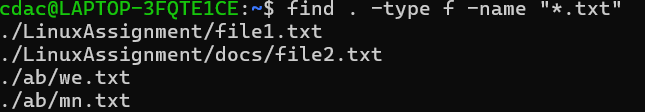 cdac@LAPTOP-3FQTE1CE:~$ find . -type f -name "*.txt"
./LinuxAssignment/file1.txt
./LinuxAssignment/docs/file2.txt
./ab/we.txt
./ab/mn.txt